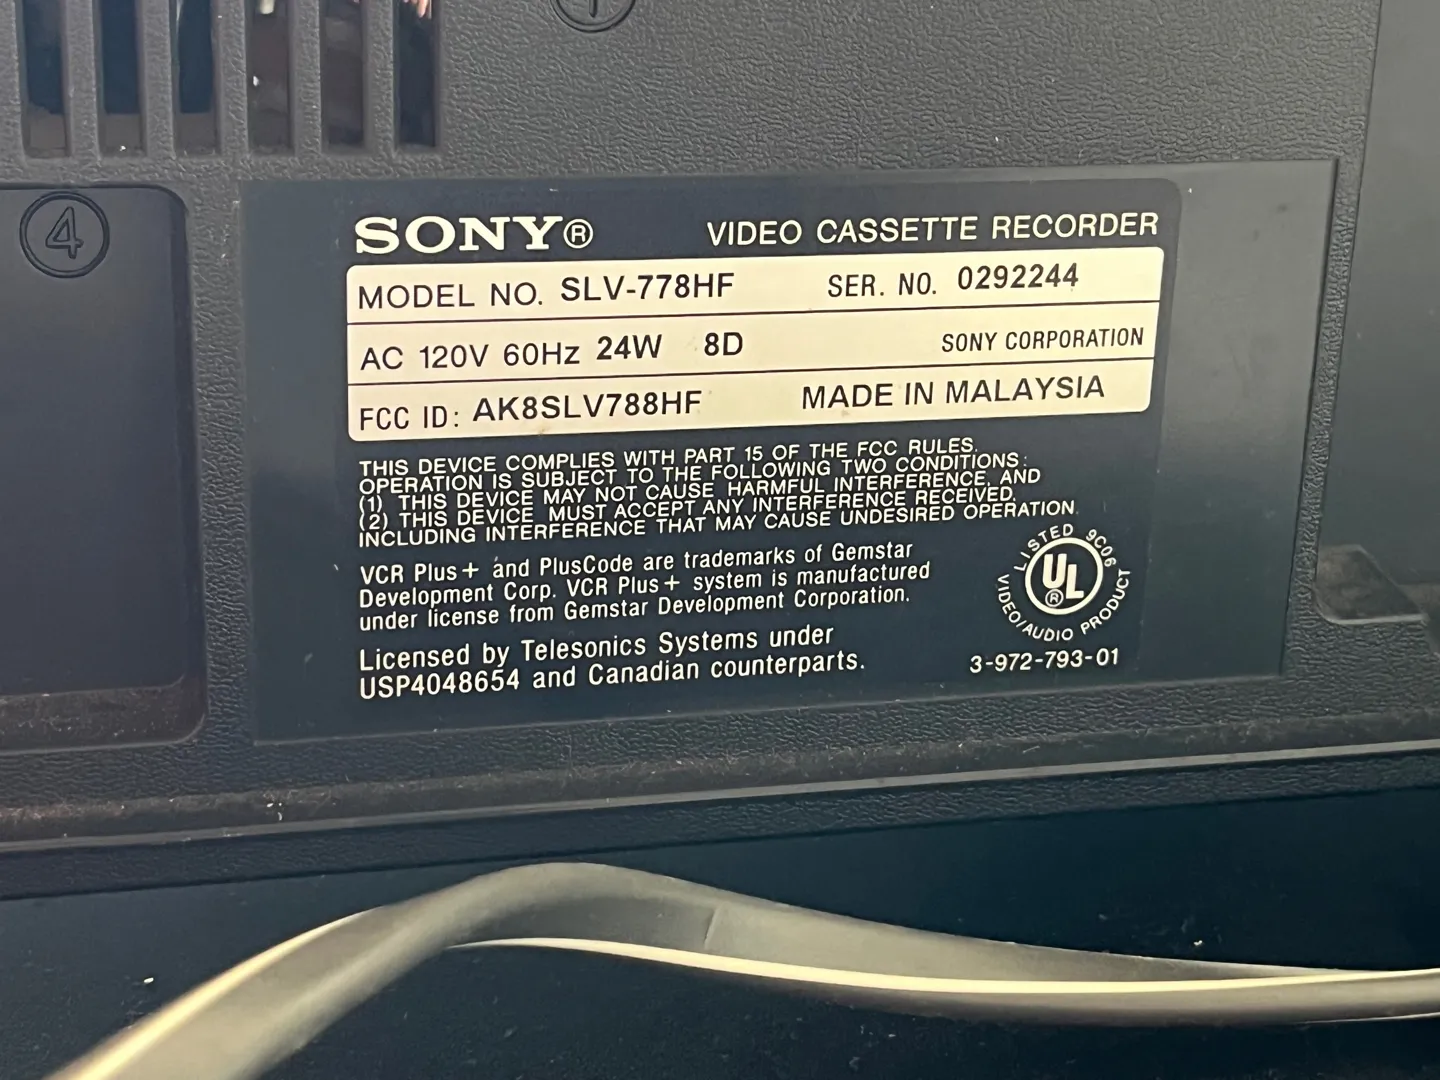 4
SONY® VIDEO CASSETTE RECORDER
MODEL NO. SLV-778HF SER. NO. 0292244
AC 120V 60Hz 24W 8D SONY CORPORATION
FCC ID: AK8SLV788HF MADE IN MALAYSIA
THIS DEVICE COMPLIES WITH PART 15 OF THE FCC RULES.
OPERATION IS SUBJECT TO THE FOLLOWING TWO CONDITIONS:
(1) THIS DEVICE MAY NOT CAUSE HARMFUL INTERFERENCE, AND
(2) THIS DEVICE MUST ACCEPT ANY INTERFERENCE RECEIVED,
INCLUDING INTERFERENCE THAT MAY CAUSE UNDESIRED OPERATION.
VCR Plus+ and PlusCode are trademarks of Gemstar
Development Corp. VCR Plus+ system is manufactured
under license from Gemstar Development Corporation.
Licensed by Telesonics Systems under
USP4048654 and Canadian counterparts.
LISTED 9C06
UL®
VIDEO/AUDIO PRODUCT
3-972-793-01